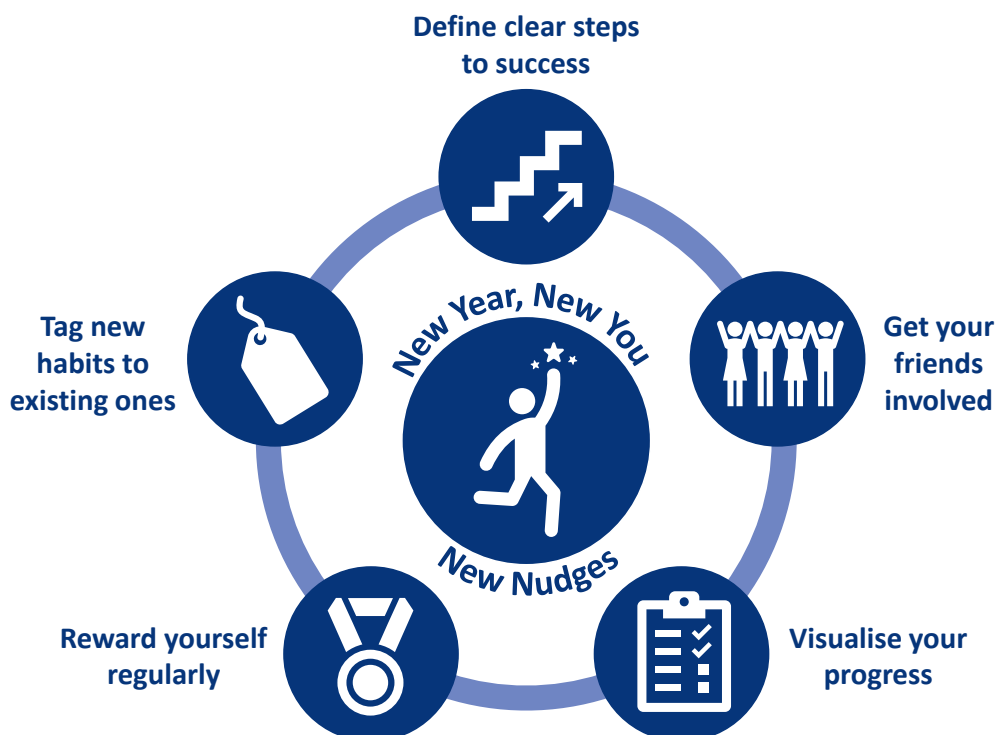 Define clear steps
to success
Tag new
habits to
existing ones
New Year, New You
New Nudges
Get your
friends
involved
Reward yourself
regularly
Visualise your
progress